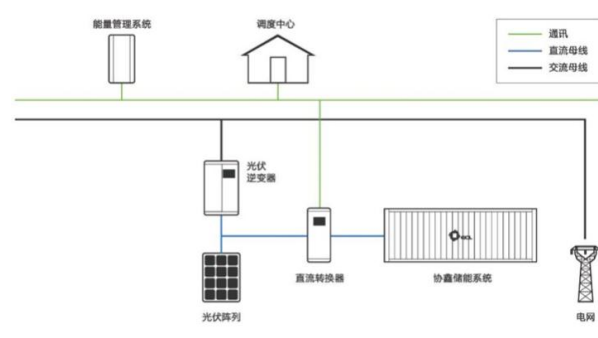 能量管理系统
调度中心
通讯
直流母线
交流母线
光伏
逆变器
GCL
直流转换器
协鑫储能系统
光伏阵列
电网